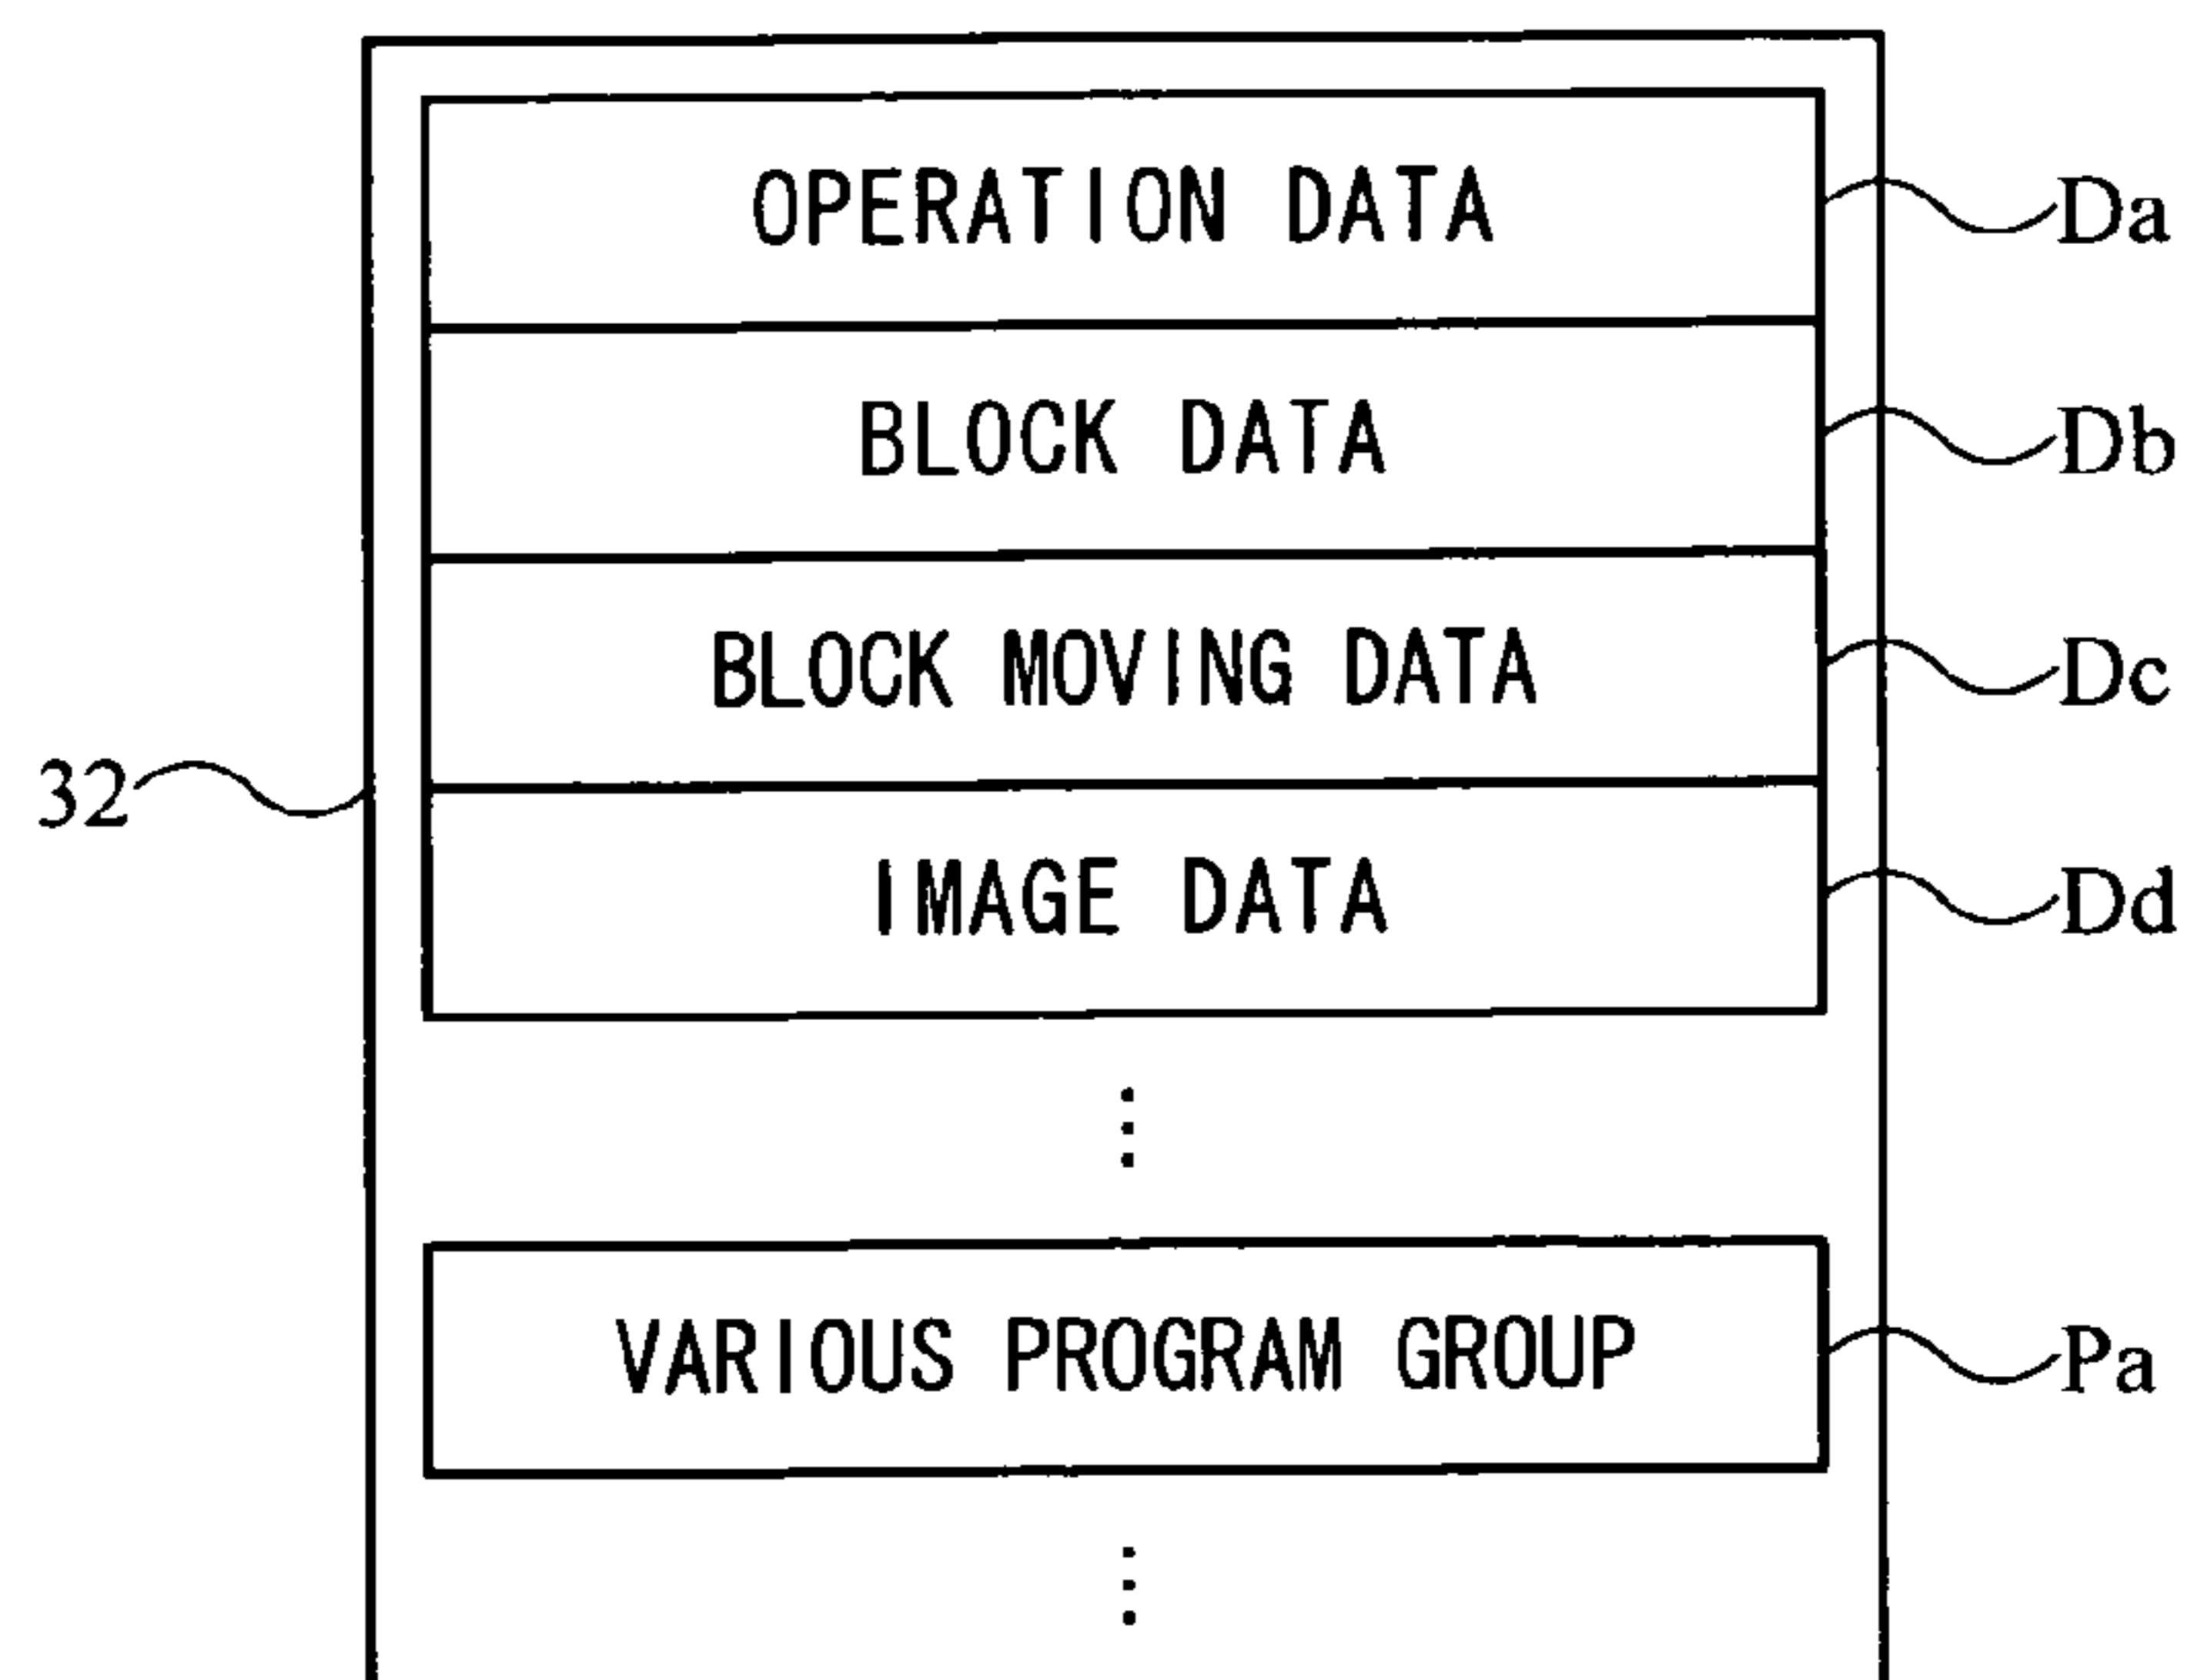 OPERATION DATA
Da
BLOCK DATA
Db
BLOCK MOVING DATA
Dc
32
IMAGE DATA
Dd
VARIOUS PROGRAM GROUP
Pa